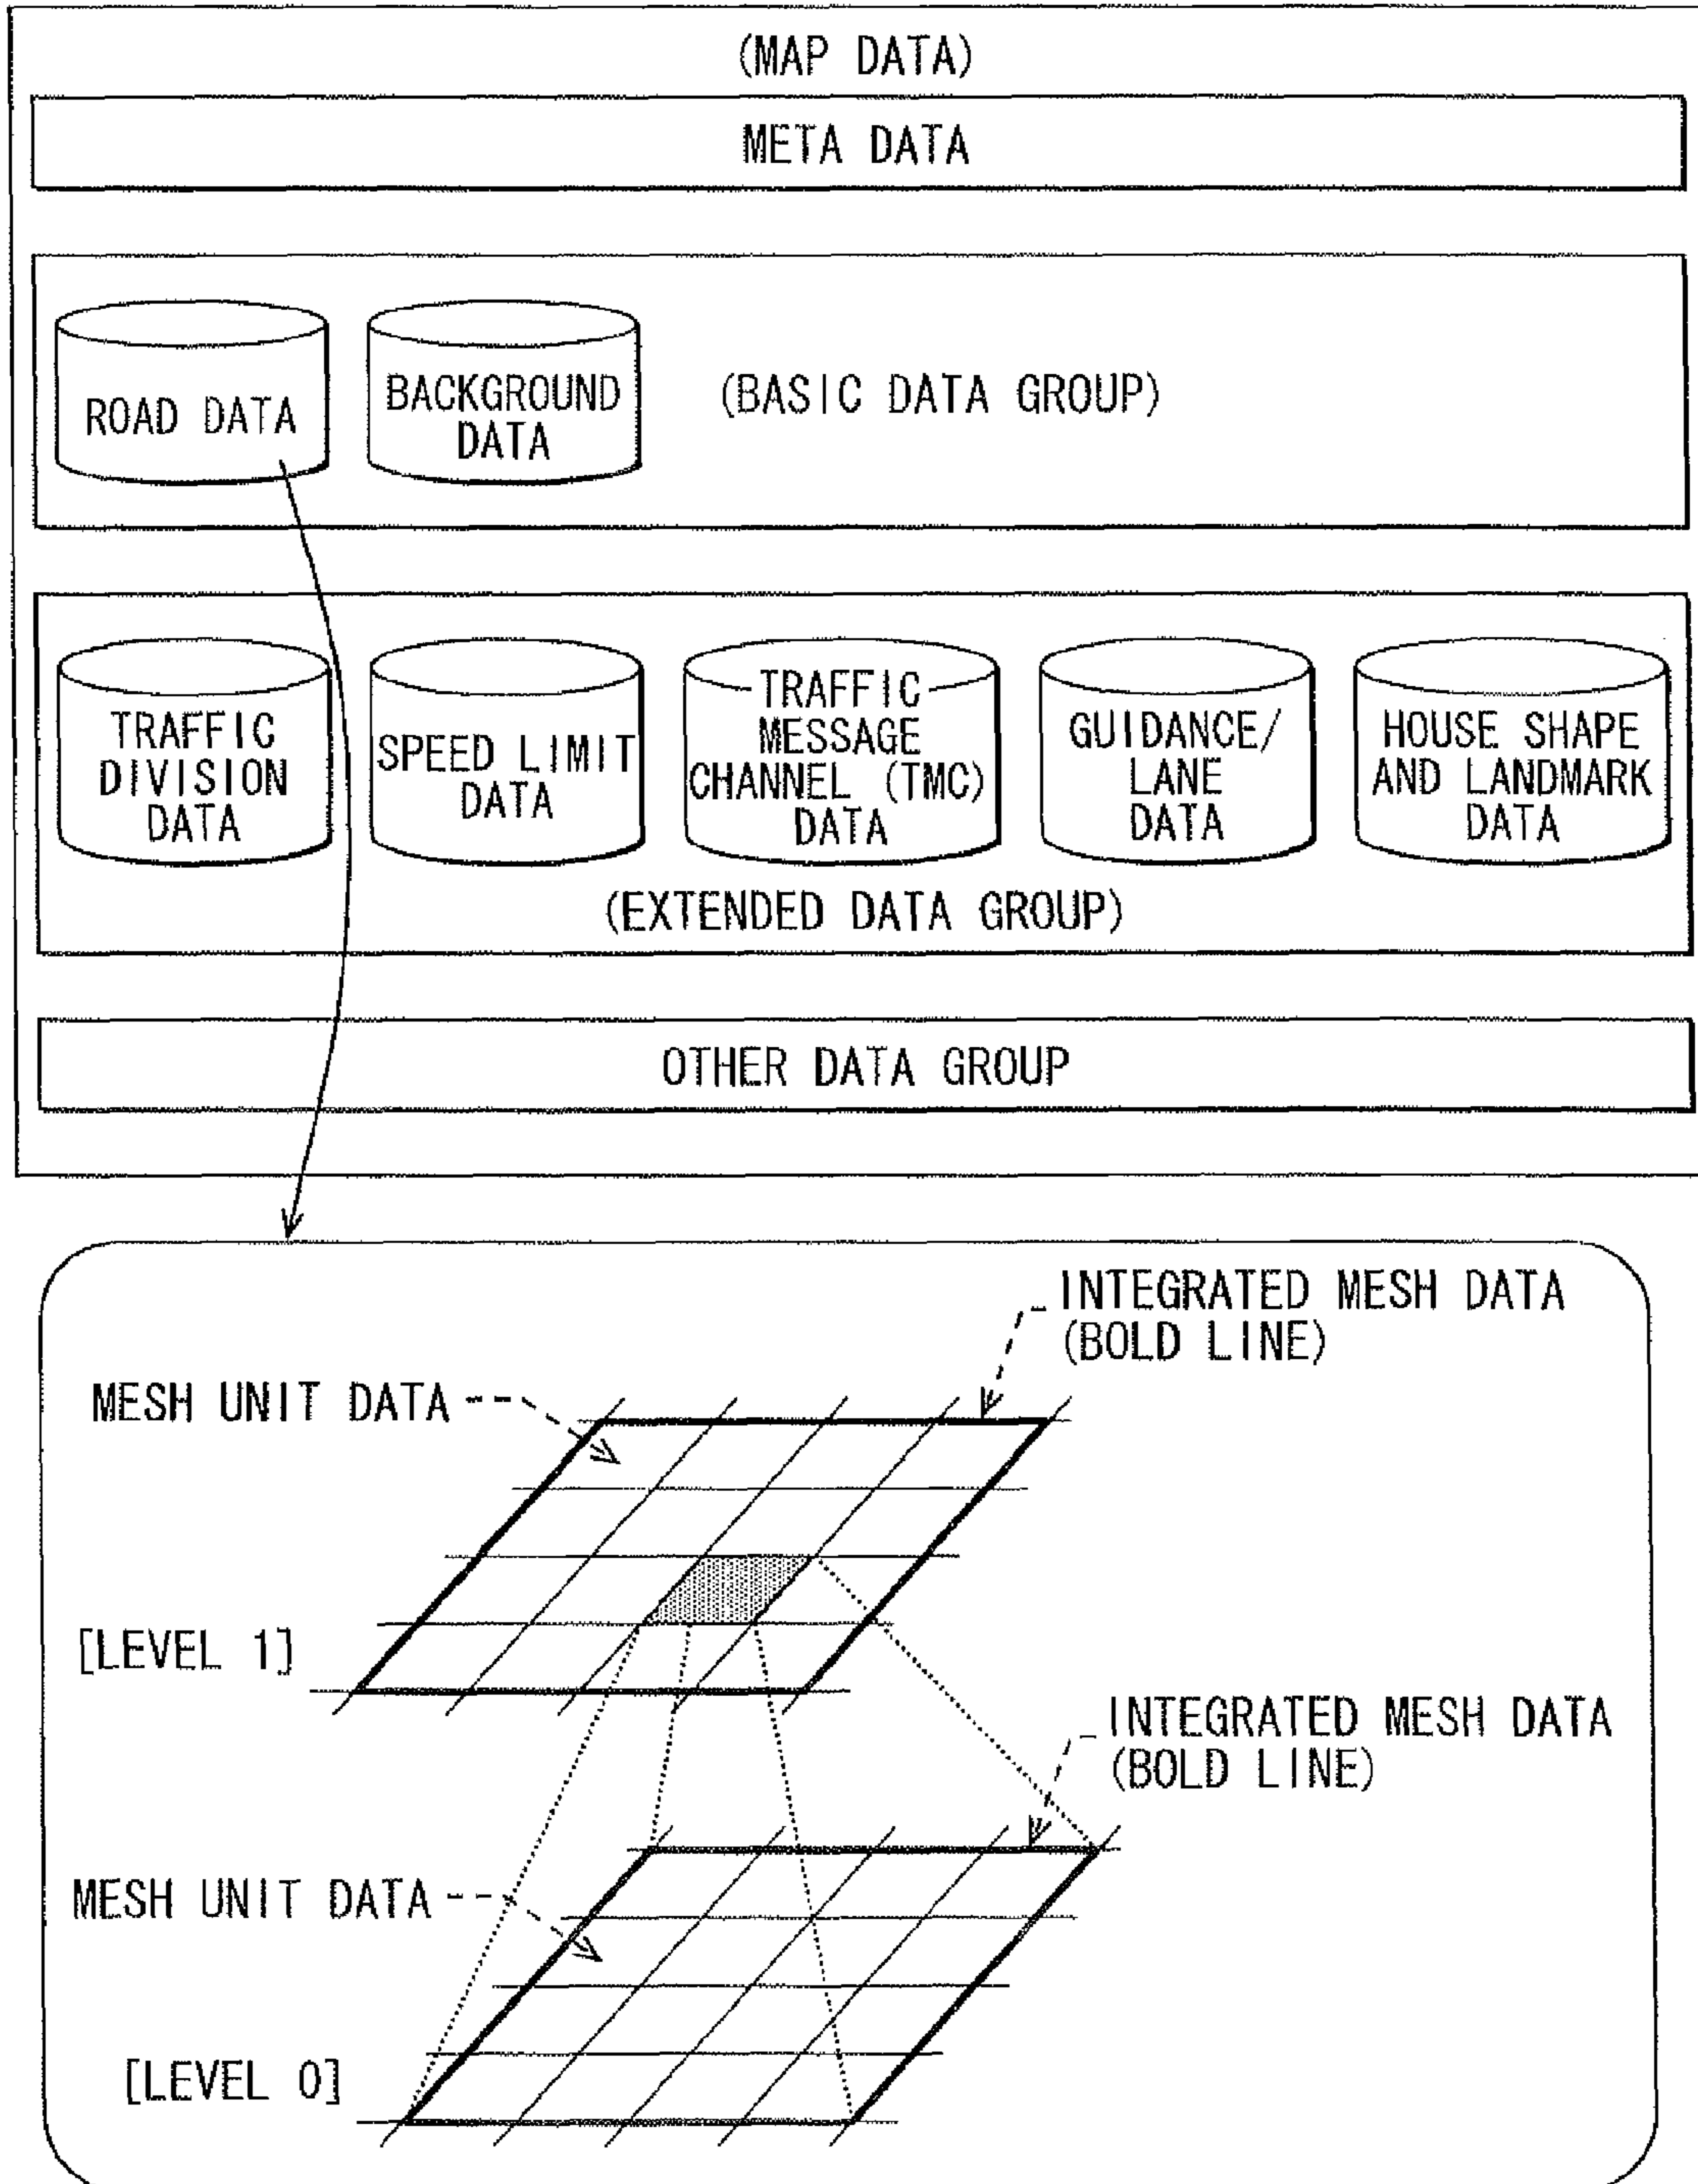 (MAP DATA)
META DATA
ROAD DATA
BACKGROUND
DATA
(BASIC DATA GROUP)
TRAFFIC
DIVISION
DATA
SPEED LIMIT
DATA
TRAFFIC
MESSAGE
CHANNEL (TMC)
DATA
GUIDANCE/
LANE
DATA
HOUSE SHAPE
AND LANDMARK
DATA
(EXTENDED DATA GROUP)
OTHER DATA GROUP
INTEGRATED MESH DATA
(BOLD LINE)
MESH UNIT DATA
[LEVEL 1]
INTEGRATED MESH DATA
(BOLD LINE)
MESH UNIT DATA
[LEVEL 0]